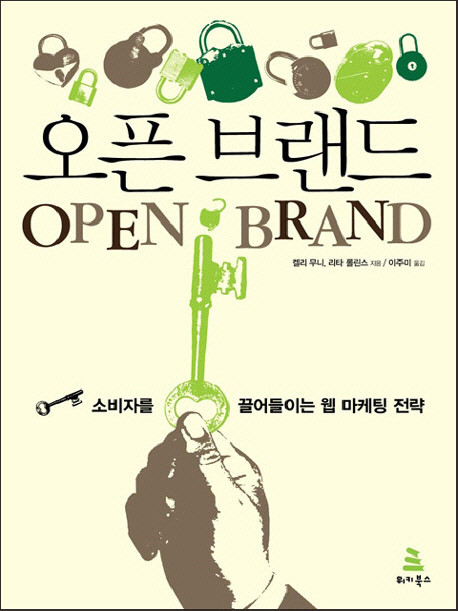 오픈 브랜드
OPEN BRAND
켈리 무니, 리타 롤린스 지음 / 이주미 옮김
소비자를 끌어들이는 웹 마케팅 전략
위키북스